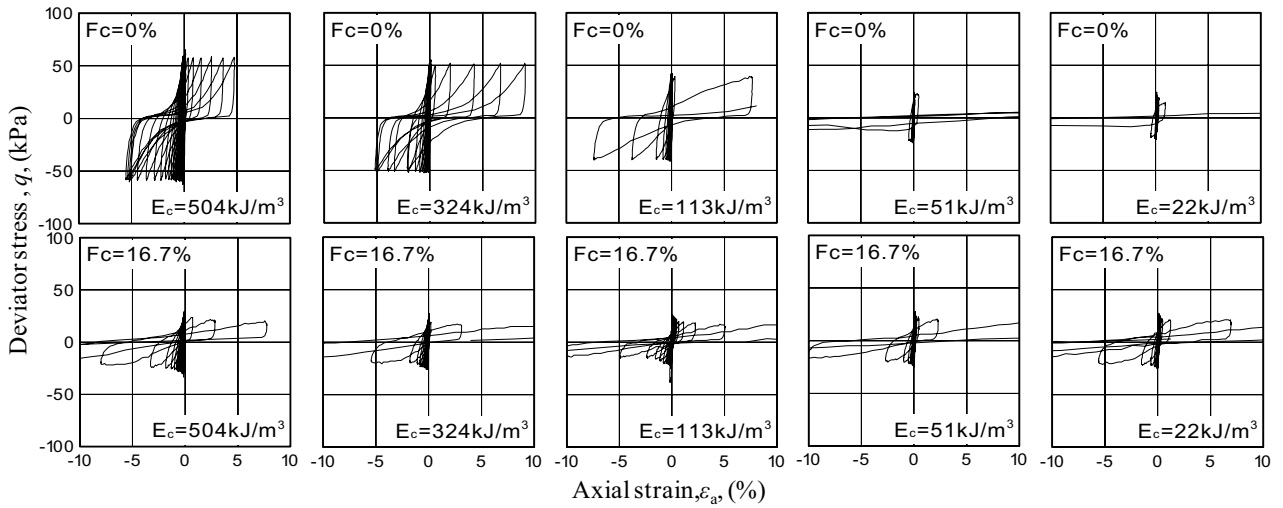 Deviator stress , q, (kPa)
100
50
0
-50
-100
Fc=0%
Ec=504kJ/m³
Fc=0%
Ec=324kJ/m³
Fc=0%
Ec=113kJ/m³
Fc=0%
Ec=51kJ/m³
Fc=0%
Ec=22kJ/m³
100
50
0
-50
-100
Fc=16.7%
Ec=504kJ/m³
Fc=16.7%
Ec=324kJ/m³
Fc=16.7%
Ec=113kJ/m³
Fc=16.7%
Ec=51kJ/m³
Fc=16.7%
Ec=22kJ/m³
-10 -5 0 5 10
-10 -5 0 5 10
-10 -5 0 5 10
-10 -5 0 5 10
-10 -5 0 5 10
Axial strain,εa, (%)